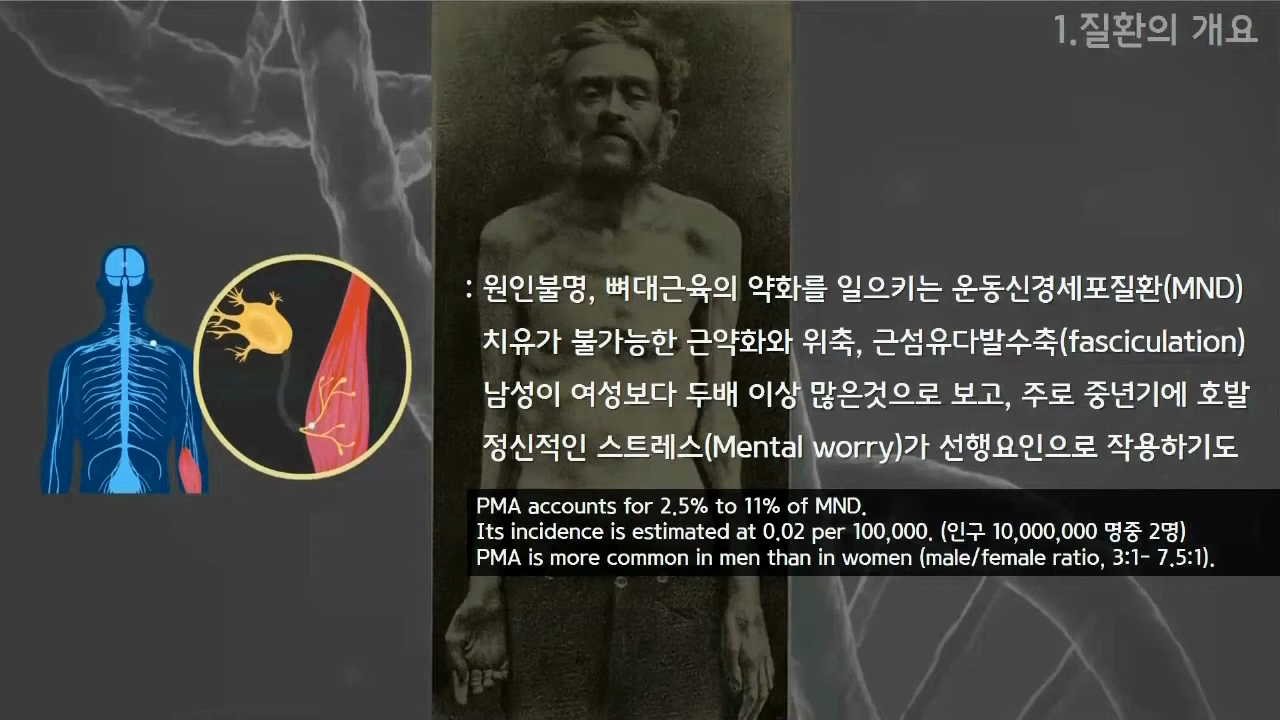 1.질환의 개요
: 원인불명, 뼈대근육의 약화를 일으키는 운동신경세포질환(MND)
치유가 불가능한 근약화와 위축, 근섬유다발수축(fasciculation)
남성이 여성보다 두배 이상 많은것으로 보고, 주로 중년기에 호발
정신적인 스트레스(Mental worry)가 선행요인으로 작용하기도
PMA accounts for 2.5% to 11% of MND.
Its incidence is estimated at 0.02 per 100,000. (인구 10,000,000 명중 2명)
PMA is more common in men than in women (male/female ratio, 3:1- 7.5:1).